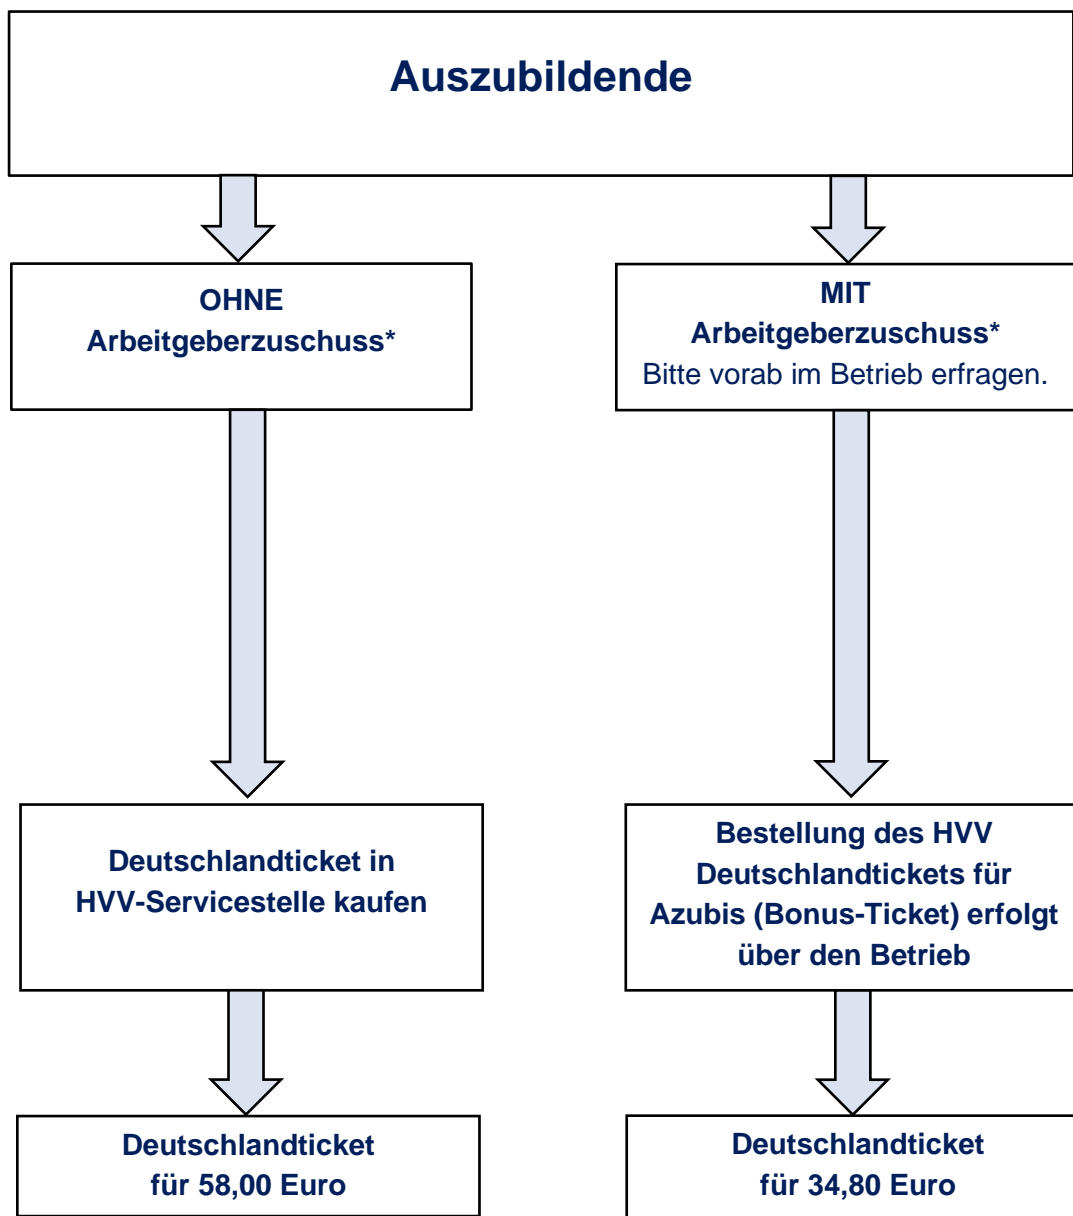 Auszubildende
OHNE
Arbeitgeberzuschuss*
MIT
Arbeitgeberzuschuss*
Bitte vorab im Betrieb erfragen.
Deutschlandticket in
HVV-Servicestelle kaufen
Bestellung des HVV
Deutschlandtickets für
Azubis (Bonus-Ticket) erfolgt
über den Betrieb
Deutschlandticket
für 58,00 Euro
Deutschlandticket
für 34,80 Euro